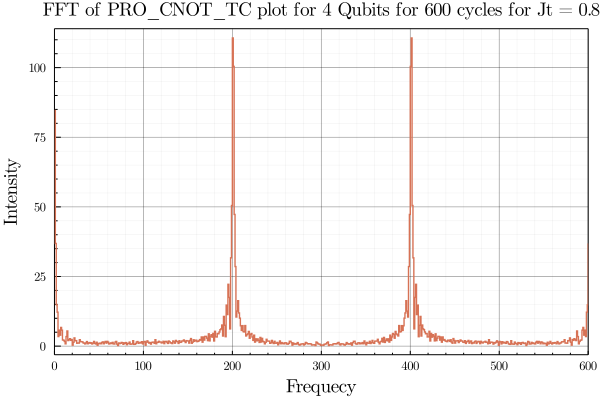 FFT of PRO_CNOT_TC plot for 4 Qubits for 600 cycles for Jt = 0.8
Intensity
100
75
50
25
0
0 100 200 300 400 500 600
Frequecy